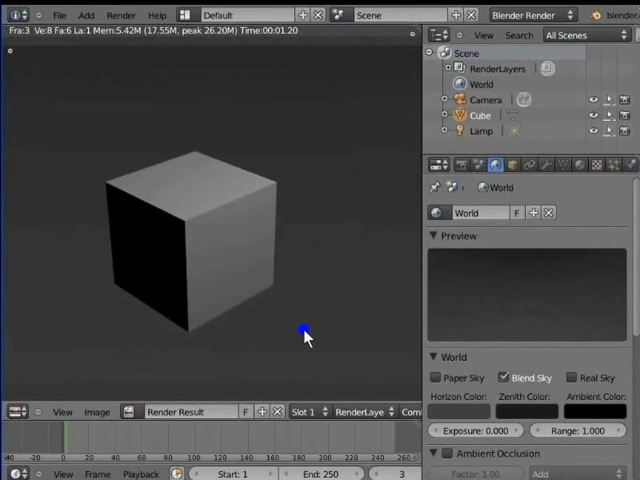 File Add Render Help Default Scene Blender Render
Fra:3 Ve:8 Fa:6 La:1 Mem:5.42M (17.55M, peak 26.20M) Time:00:01.20
View Search All Scenes
Scene
RenderLayers
World
Camera
Cube
Lamp
World
World F
Preview
World
Paper Sky Blend Sky Real Sky
Horizon Color: Zenith Color: Ambient Color:
Exposure: 0.000 Range: 1.000
Ambient Occlusion
Factor: 1.00 Add
View Image Render Result F Slot 1 RenderLaye
-40 -20 0 20 40 60 80 100 120 140 160 180 200 220 240 260
View Frame Playback Start: 1 End: 250 3